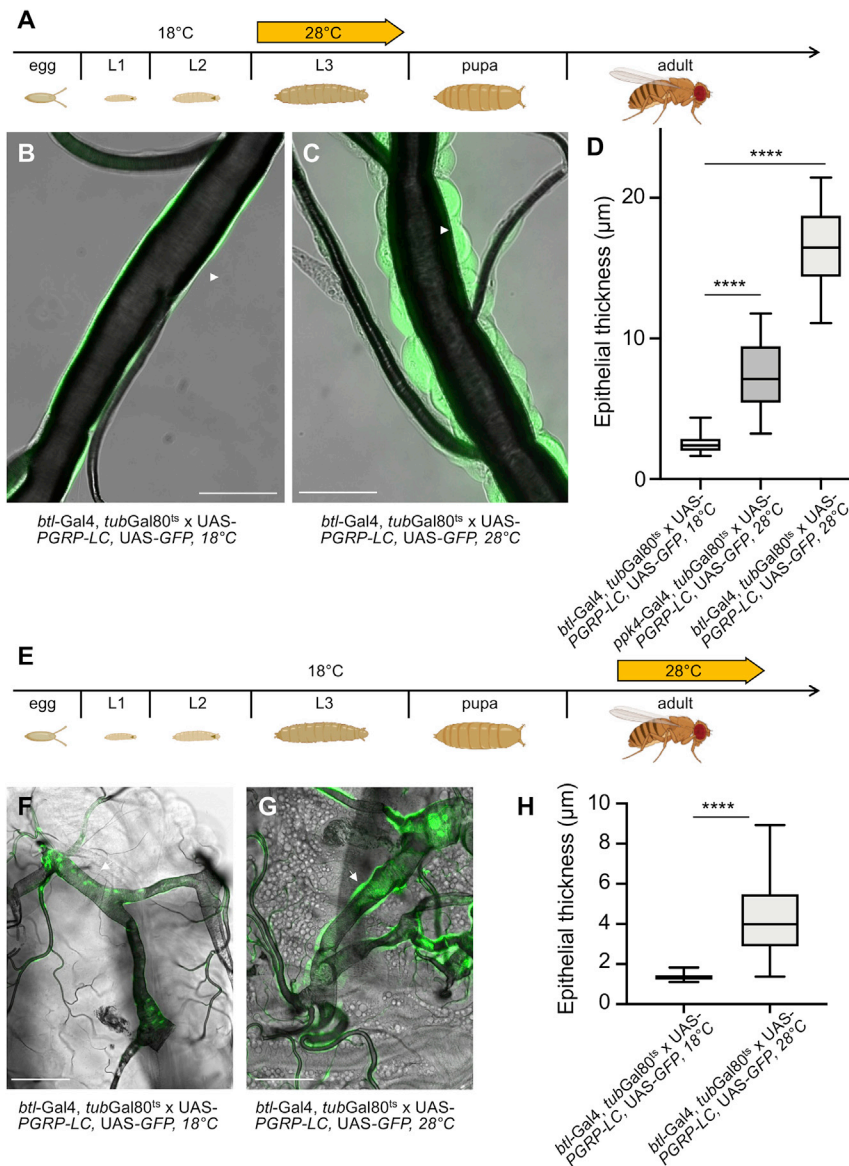 A
18°C
28°C
egg
L1
L2
L3
pupa
adult
B
C
btl-Gal4, tubGal80ts x UAS-
PGRP-LC, UAS-GFP, 18°C
btl-Gal4, tubGal80ts x UAS-
PGRP-LC, UAS-GFP, 28°C
D
Epithelial thickness (µm)
20
10
0
****
****
btl-Gal4, tubGal80ts x UAS-
PGRP-LC, UAS-GFP, 18°C
ppk4-Gal4, tubGal80ts x UAS-
PGRP-LC, UAS-GFP, 28°C
btl-Gal4, tubGal80ts x UAS-
PGRP-LC, UAS-GFP, 28°C
E
18°C
28°C
egg
L1
L2
L3
pupa
adult
F
G
btl-Gal4, tubGal80ts x UAS-
PGRP-LC, UAS-GFP, 18°C
btl-Gal4, tubGal80ts x UAS-
PGRP-LC, UAS-GFP, 28°C
H
Epithelial thickness (µm)
10
8
6
4
2
0
****
btl-Gal4, tubGal80ts x UAS-
PGRP-LC, UAS-GFP, 18°C
btl-Gal4, tubGal80ts x UAS-
PGRP-LC, UAS-GFP, 28°C